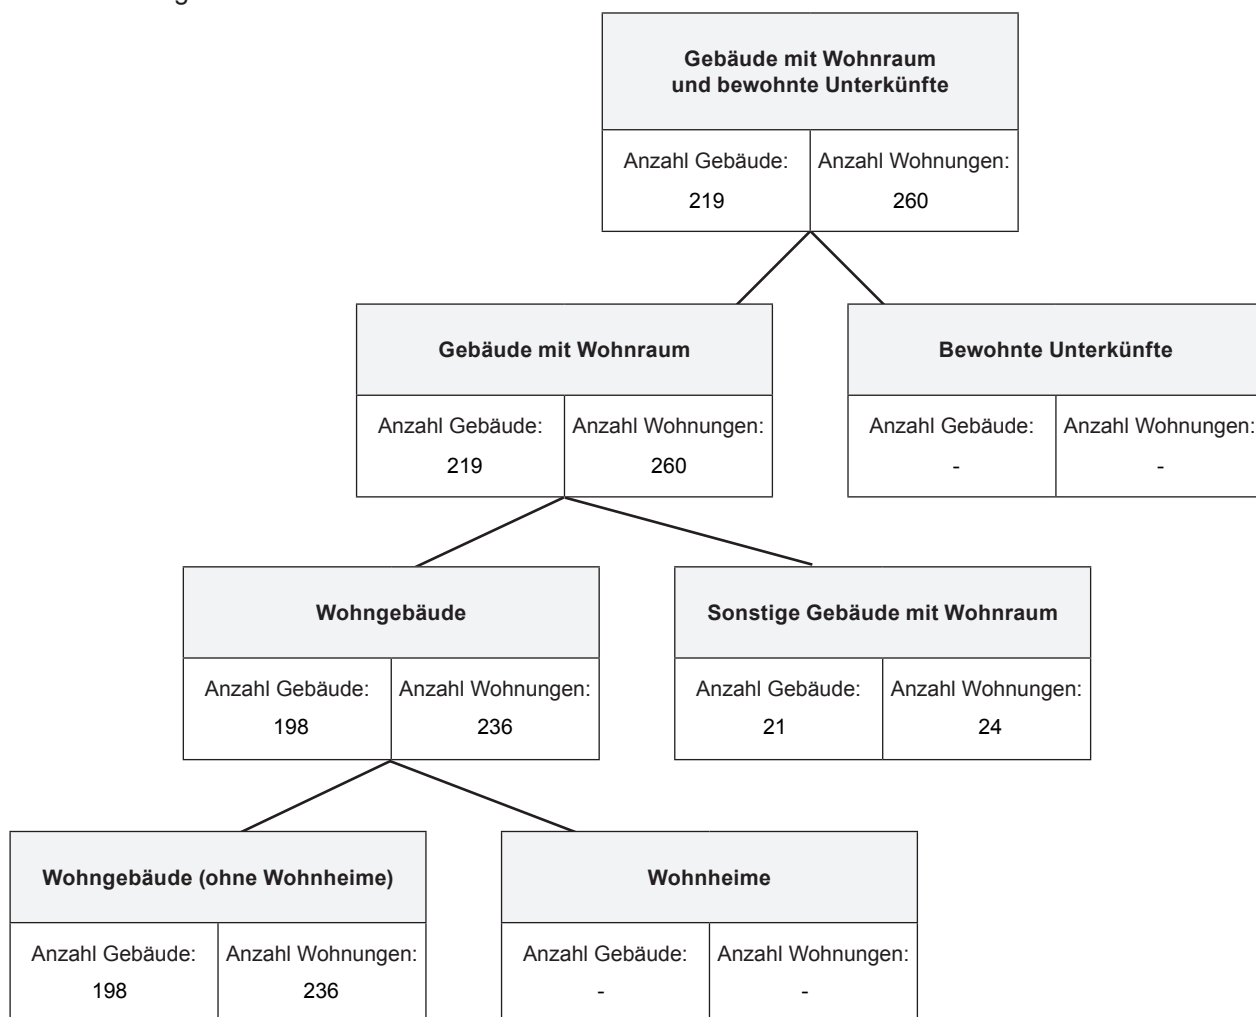 Gebäude mit Wohnraum
und bewohnte Unterkünfte
Anzahl Gebäude: Anzahl Wohnungen:
219 260
Gebäude mit Wohnraum
Anzahl Gebäude: Anzahl Wohnungen:
219 260
Bewohnte Unterkünfte
Anzahl Gebäude: Anzahl Wohnungen:
- -
Wohngebäude
Anzahl Gebäude: Anzahl Wohnungen:
198 236
Sonstige Gebäude mit Wohnraum
Anzahl Gebäude: Anzahl Wohnungen:
21 24
Wohngebäude (ohne Wohnheime)
Anzahl Gebäude: Anzahl Wohnungen:
198 236
Wohnheime
Anzahl Gebäude: Anzahl Wohnungen:
- -